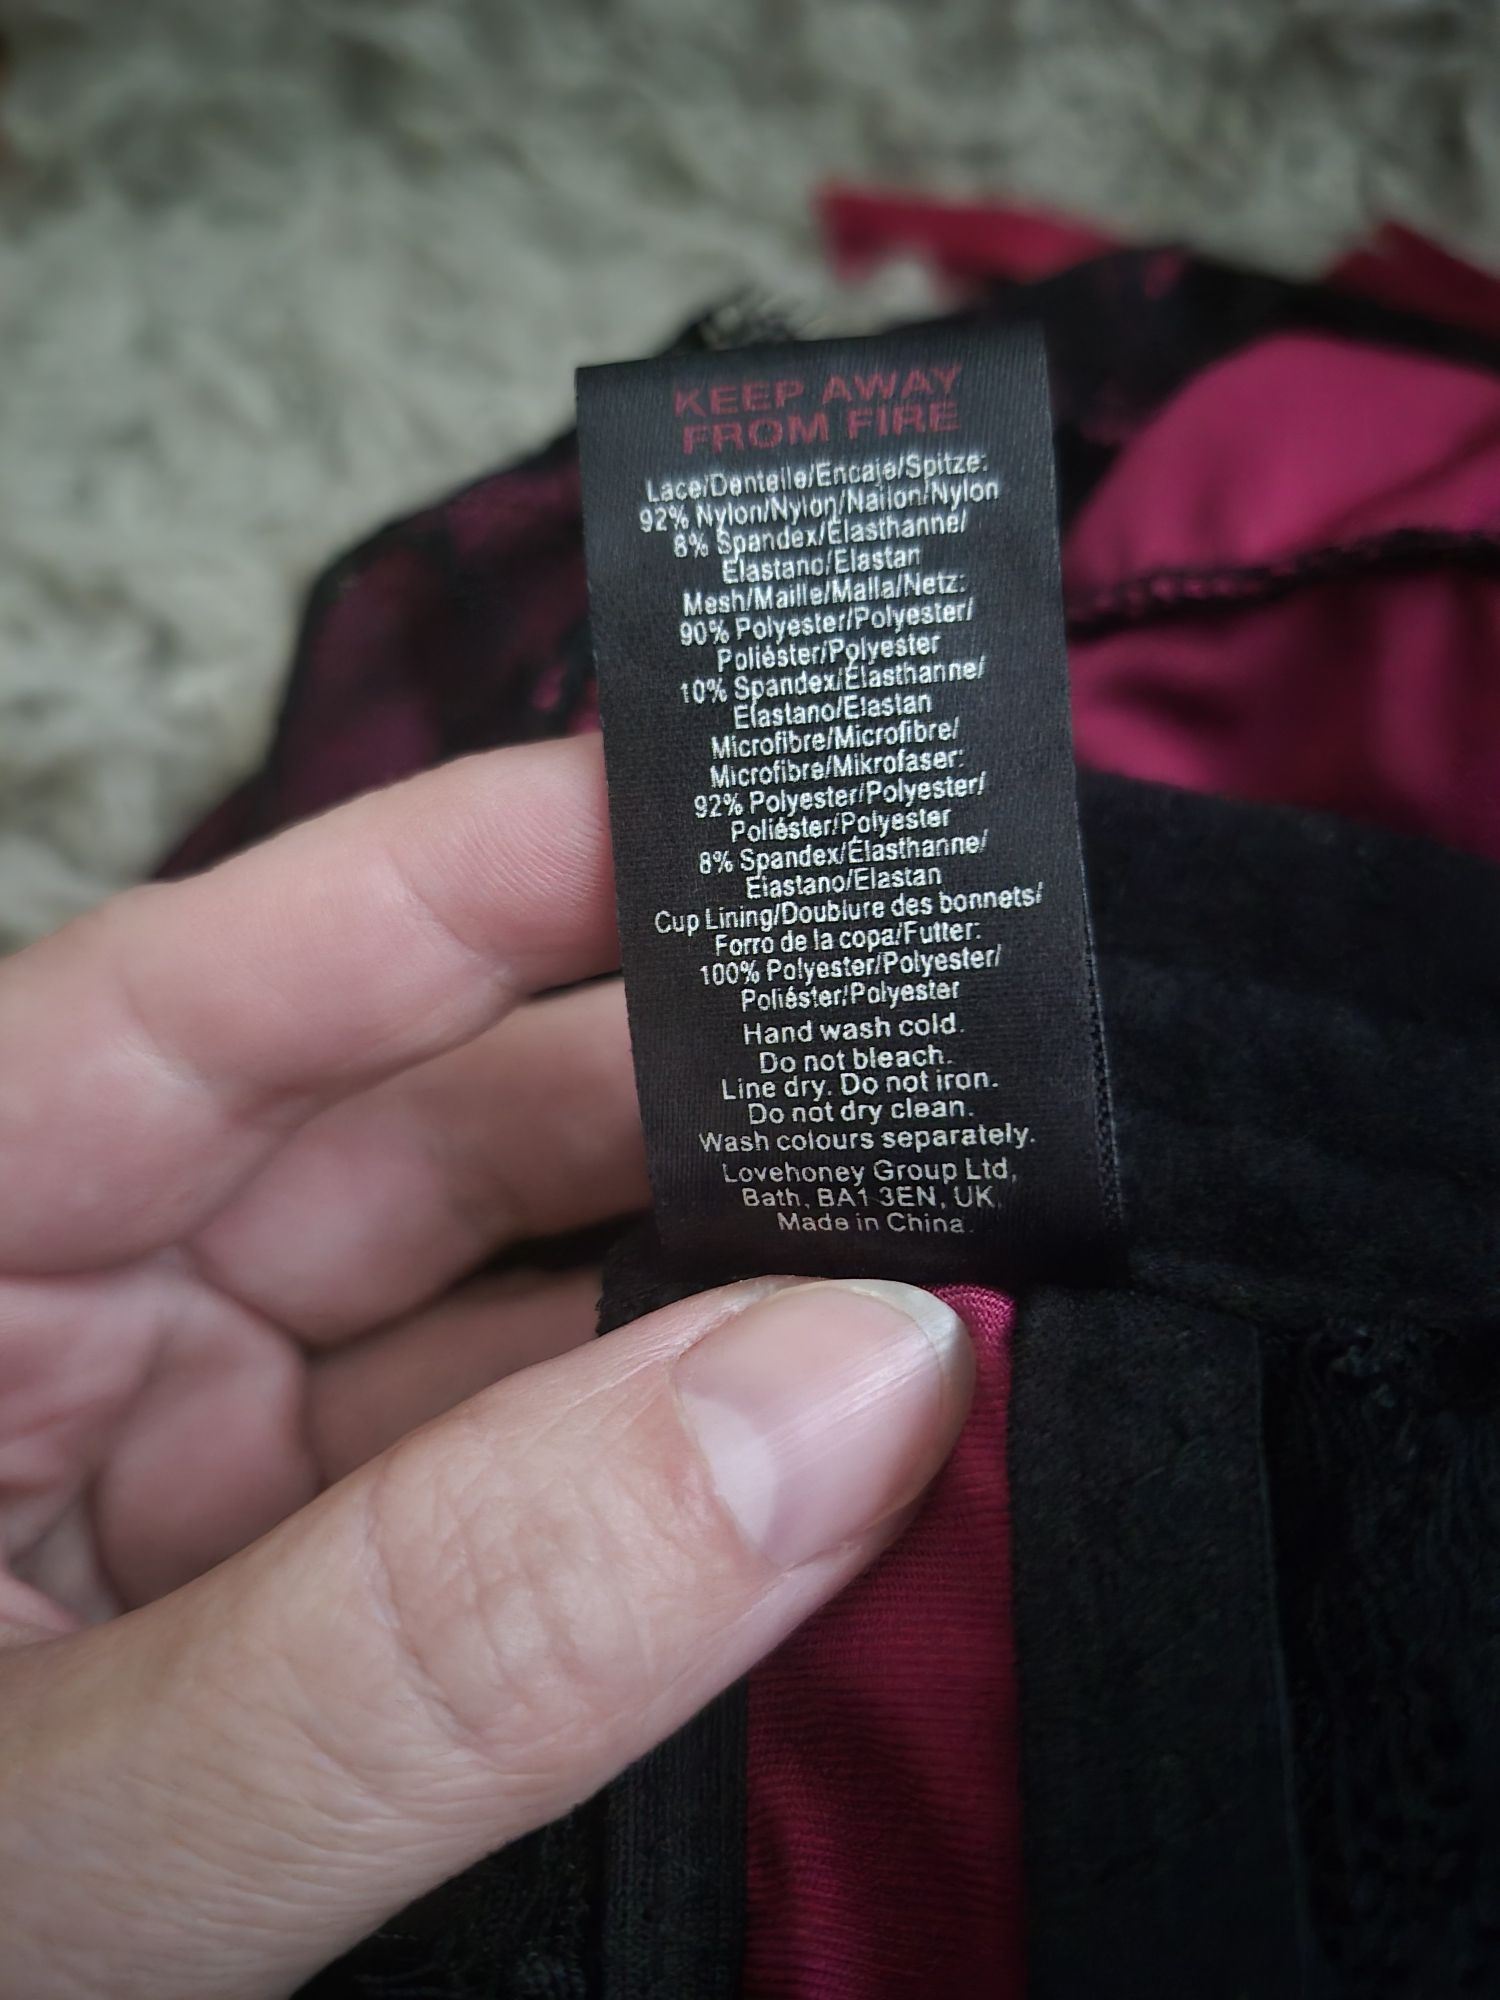 KEEP AWAY
FROM FIRE
Lace/Dentelle/Encaje/Spitze:
92% Nylon/Nylon/Nailon/Nylon
8% Spandex/Élasthanne/
Elastano/Elastan
Mesh/Maille/Malla/Netz:
90% Polyester/Polyester/
Poliéster/Polyester
10% Spandex/Élasthanne/
Elastano/Elastan
Microfibre/Microfibre/
Microfibre/Mikrofaser:
92% Polyester/Polyester/
Poliéster/Polyester
8% Spandex/Élasthanne/
Elastano/Elastan
Cup Lining/Doublure des bonnets/
Forro de la copa/Futter:
100% Polyester/Polyester/
Poliéster/Polyester
Hand wash cold.
Do not bleach.
Line dry. Do not iron.
Do not dry clean.
Wash colours separately.
Lovehoney Group Ltd,
Bath, BA1 3EN, UK.
Made in China.